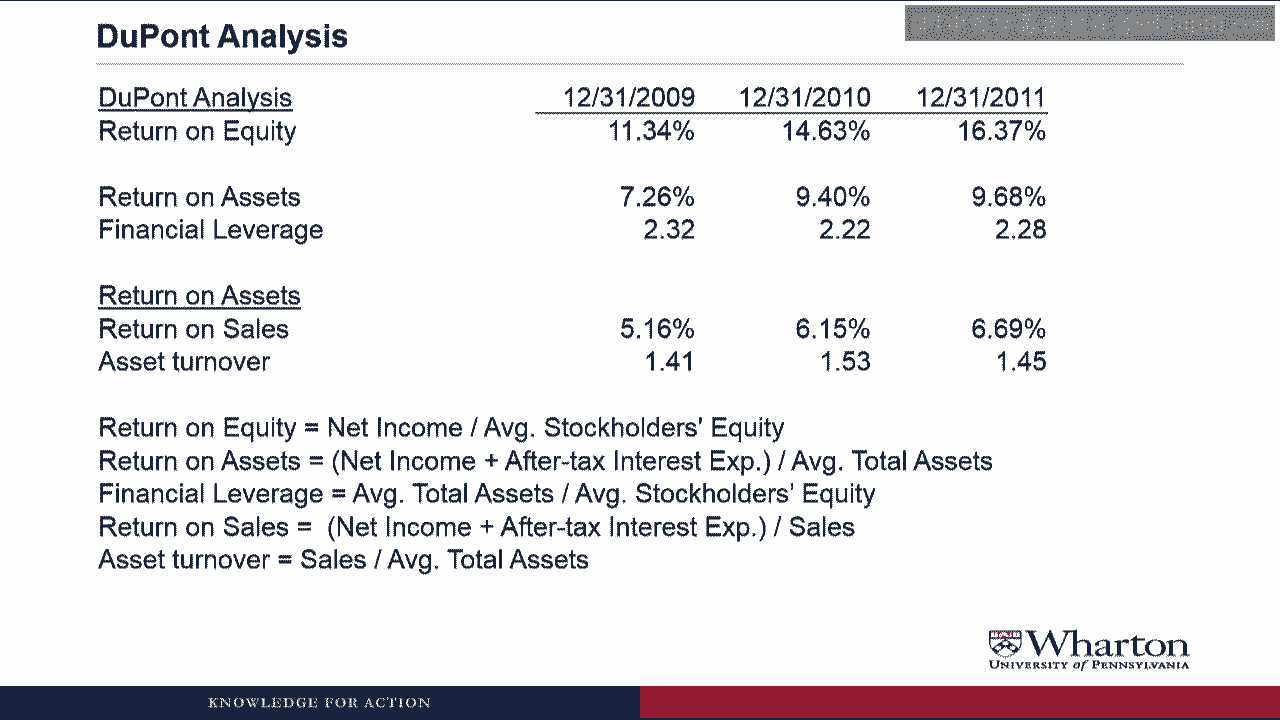 DuPont Analysis
DuPont Analysis 12/31/2009 12/31/2010 12/31/2011
Return on Equity 11.34% 14.63% 16.37%
Return on Assets 7.26% 9.40% 9.68%
Financial Leverage 2.32 2.22 2.28
Return on Assets
Return on Sales 5.16% 6.15% 6.69%
Asset turnover 1.41 1.53 1.45
Return on Equity = Net Income / Avg. Stockholders' Equity
Return on Assets = (Net Income + After-tax Interest Exp.) / Avg. Total Assets
Financial Leverage = Avg. Total Assets / Avg. Stockholders' Equity
Return on Sales = (Net Income + After-tax Interest Exp.) / Sales
Asset turnover = Sales / Avg. Total Assets
Wharton
UNIVERSITY of PENNSYLVANIA
KNOWLEDGE FOR ACTION